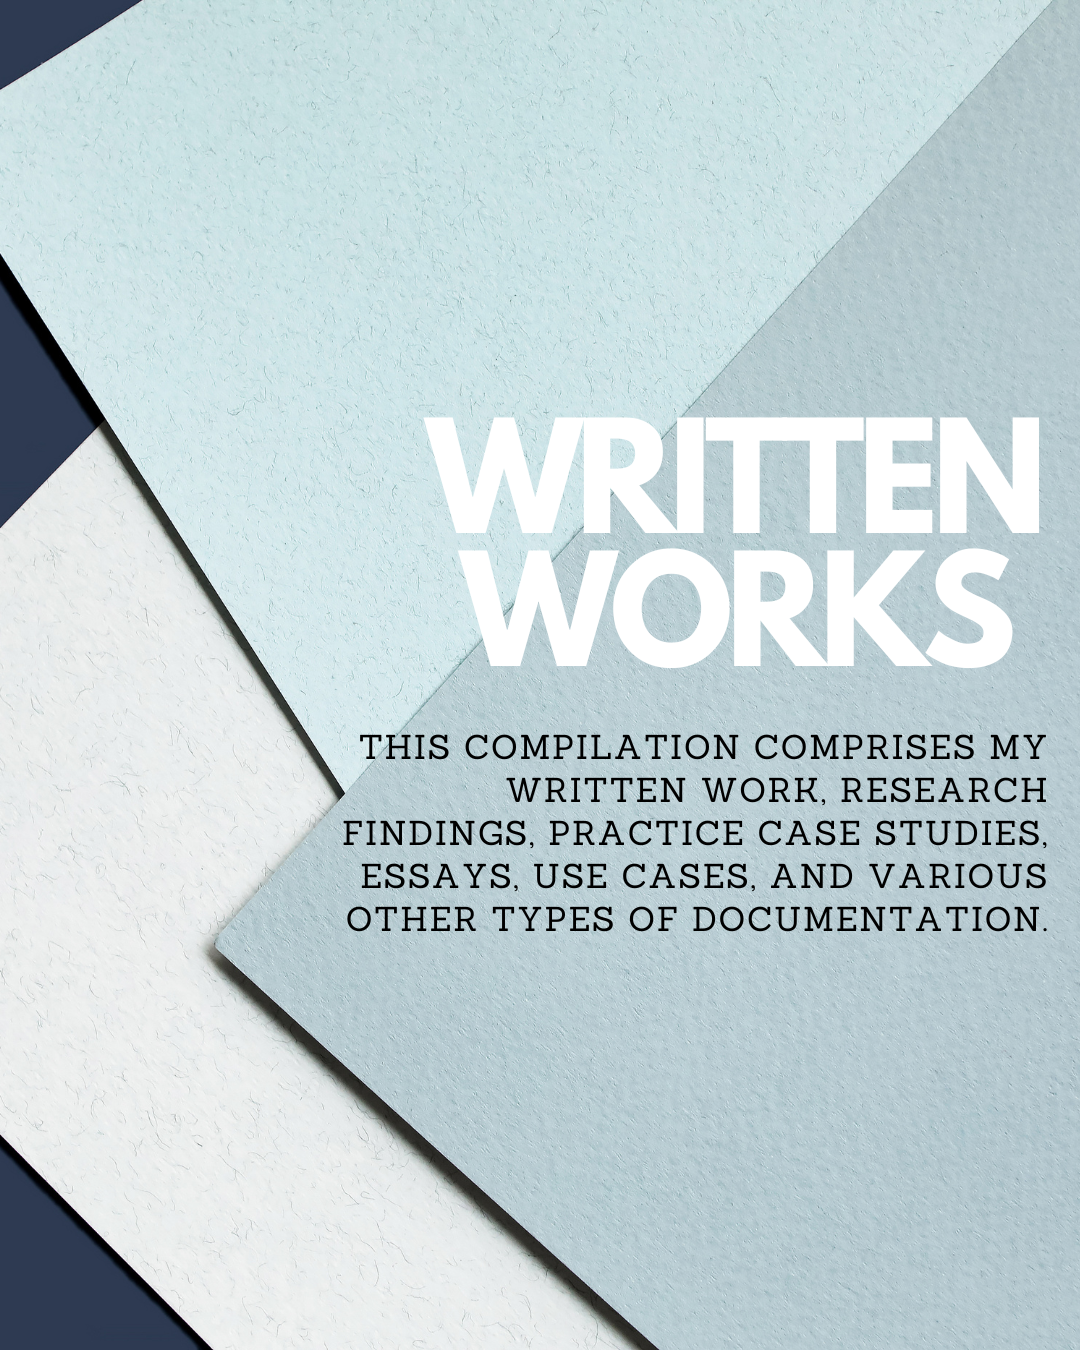 WRITTEN
WORKS
THIS COMPILATION COMPRISES MY
WRITTEN WORK, RESEARCH
FINDINGS, PRACTICE CASE STUDIES,
ESSAYS, USE CASES, AND VARIOUS
OTHER TYPES OF DOCUMENTATION.